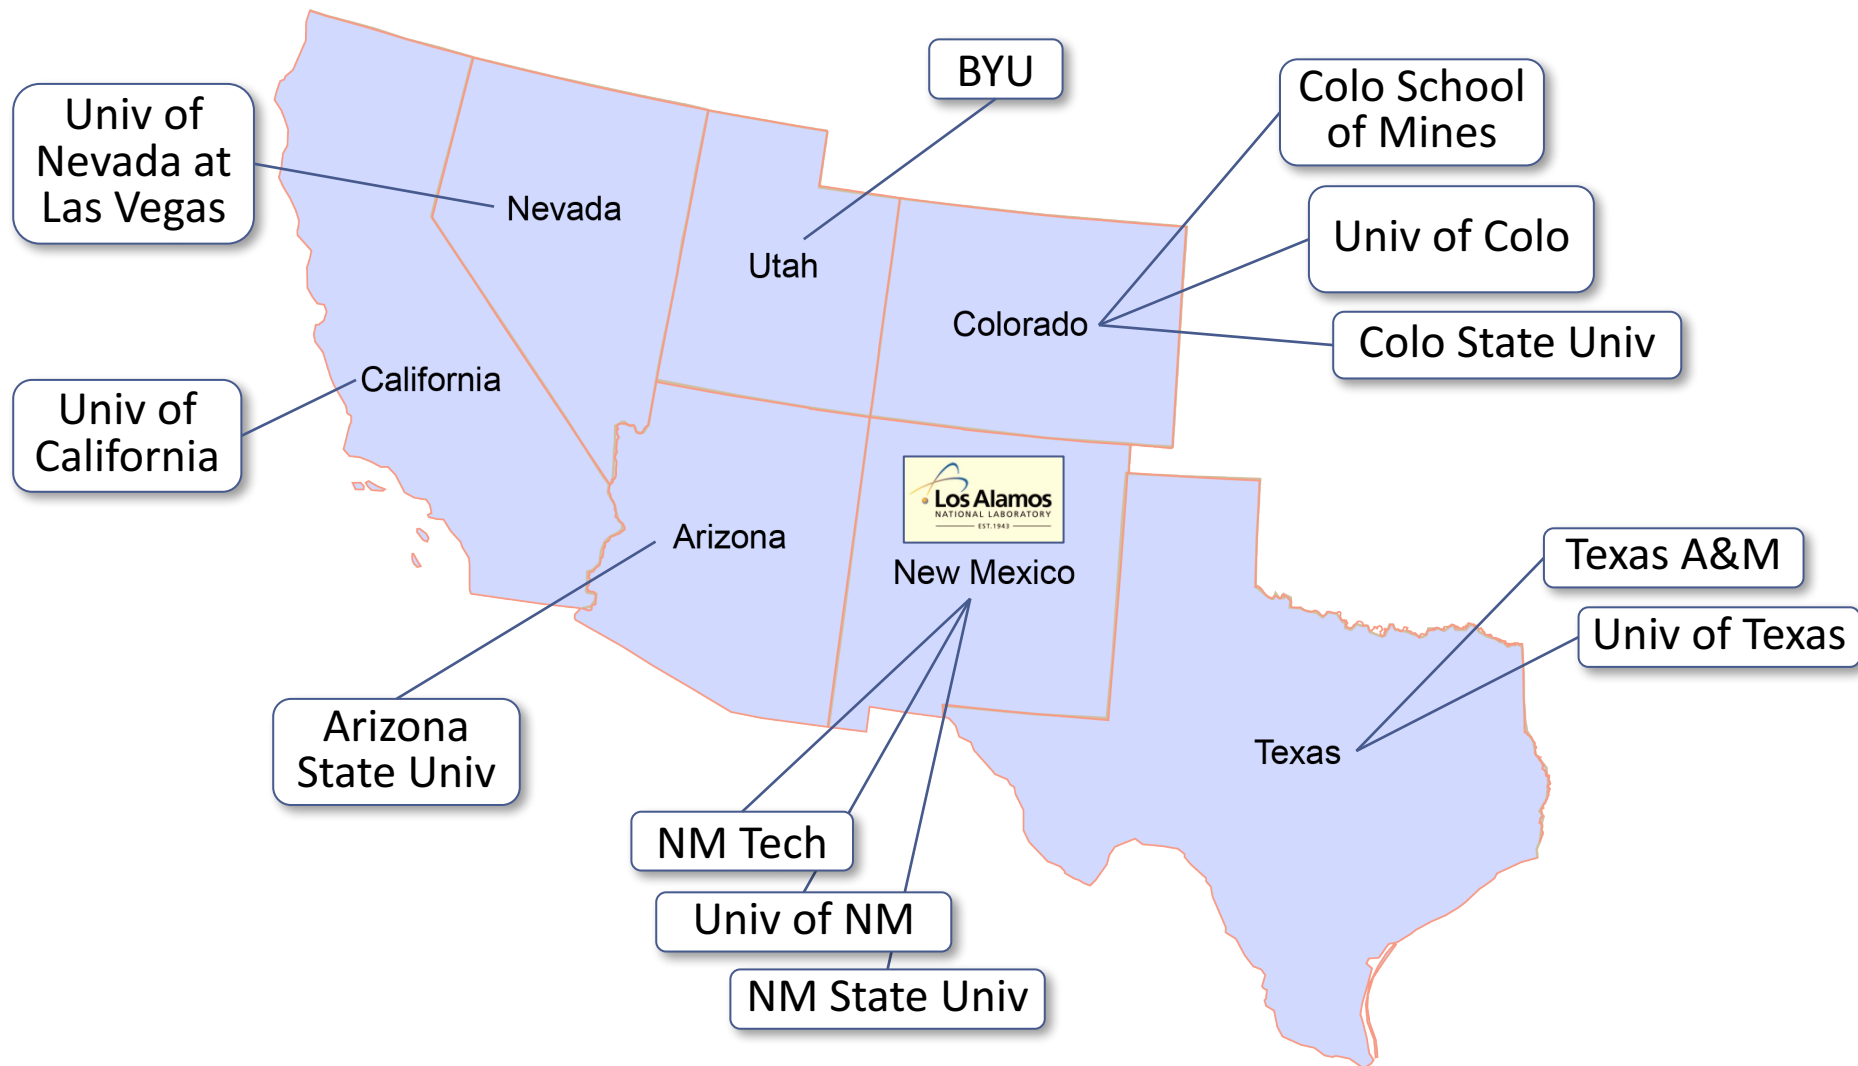 BYU
Colo School
of Mines
Univ of
Nevada at
Las Vegas
Nevada
Univ of Colo
Utah
Colorado
Colo State Univ
California
Univ of
California
Los Alamos
NATIONAL LABORATORY
EST.1943
Arizona
New Mexico
Texas A&M
Univ of Texas
Arizona
State Univ
Texas
NM Tech
Univ of NM
NM State Univ